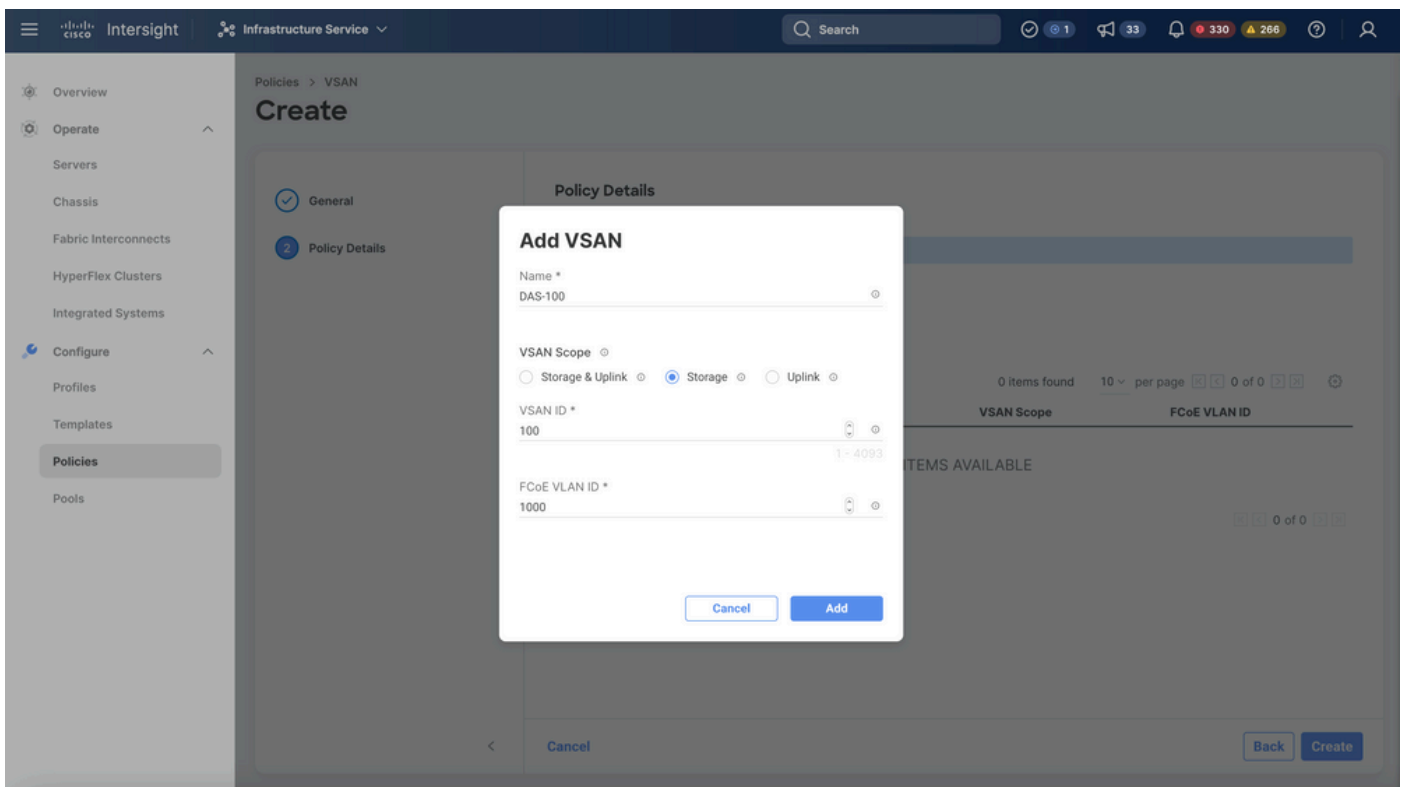 cisco Intersight
Infrastructure Service
Search
1
33
330
266
Overview
Operate
Servers
Chassis
Fabric Interconnects
HyperFlex Clusters
Integrated Systems
Configure
Profiles
Templates
Policies
Pools
Policies > VSAN
Create
General
2 Policy Details
Policy Details
Add VSAN
Name *
DAS-100
VSAN Scope
Storage & Uplink Storage Uplink
VSAN ID *
100
1 - 4093
FCoE VLAN ID *
1000
Cancel Add
0 items found 10 per page 0 of 0
VSAN Scope FCoE VLAN ID
ITEMS AVAILABLE
0 of 0
Cancel
Back Create